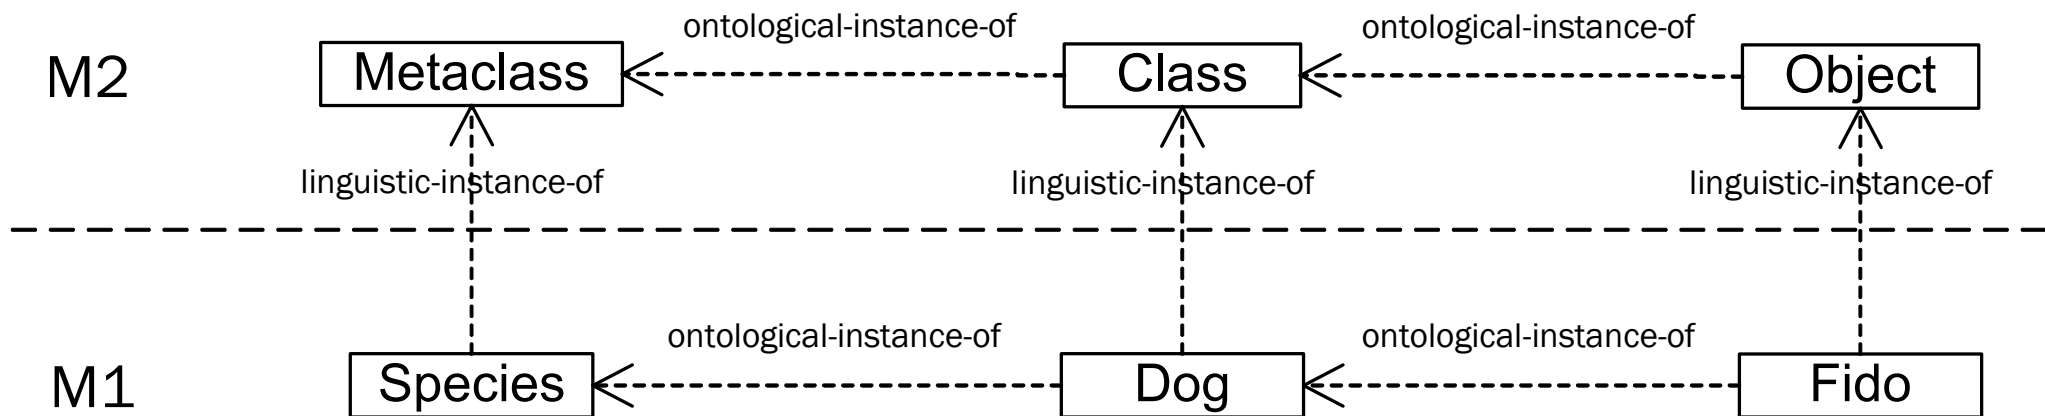 ontological-instance-of ontological-instance-of
M2 Metaclass Class Object
linguistic-instance-of linguistic-instance-of linguistic-instance-of
ontological-instance-of ontological-instance-of
M1 Species Dog Fido